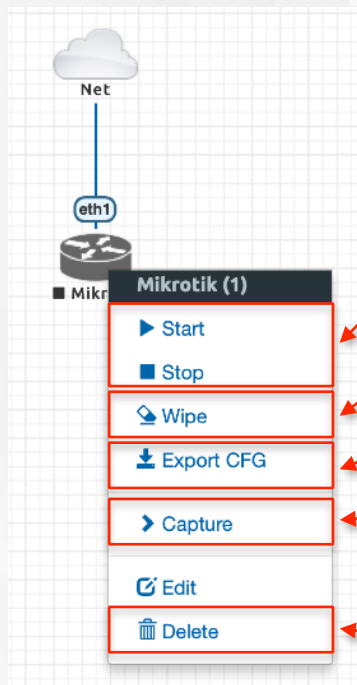 Net
eth1
Mikr
Mikrotik (1)
Start
Stop
Wipe
Export CFG
Capture
Edit
Delete